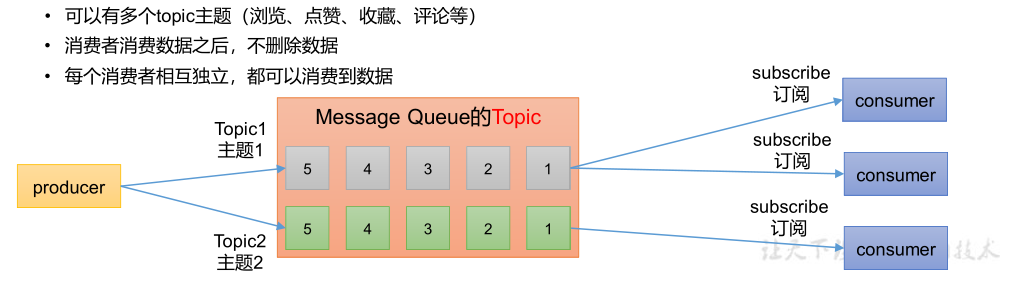 • 可以有多个topic主题（浏览、点赞、收藏、评论等）
• 消费者消费数据之后，不删除数据
• 每个消费者相互独立，都可以消费到数据
subscribe
订阅
consumer
Message Queue的Topic
Topic1
主题1
5 4 3 2 1
subscribe
订阅
consumer
producer
5 4 3 2 1
Topic2
主题2
subscribe
订阅
consumer
让天下 技术